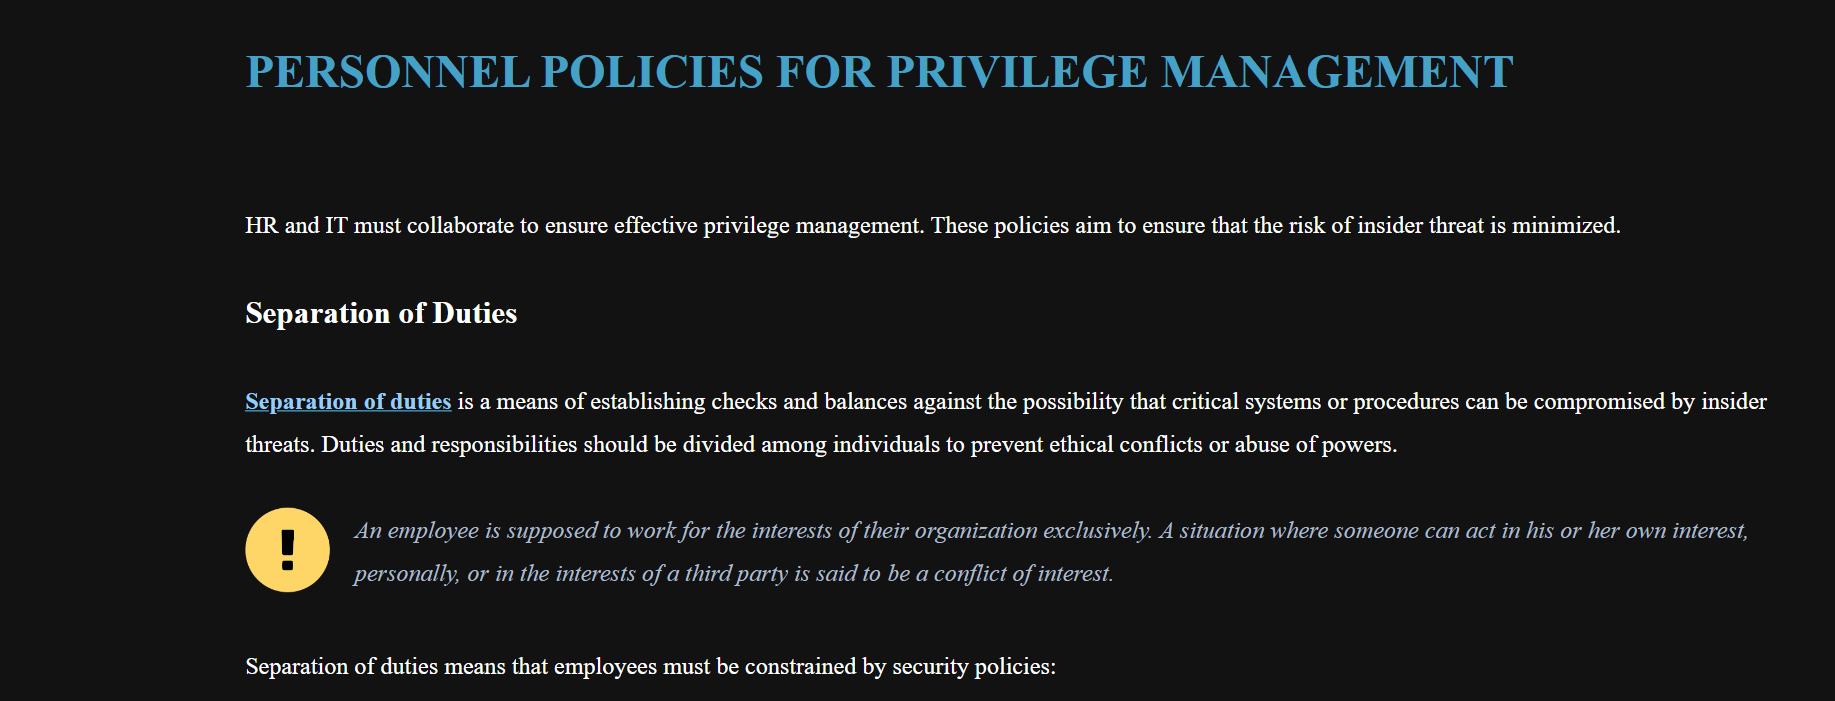 PERSONNEL POLICIES FOR PRIVILEGE MANAGEMENT
HR and IT must collaborate to ensure effective privilege management. These policies aim to ensure that the risk of insider threat is minimized.
Separation of Duties
Separation of duties is a means of establishing checks and balances against the possibility that critical systems or procedures can be compromised by insider
threats. Duties and responsibilities should be divided among individuals to prevent ethical conflicts or abuse of powers.
An employee is supposed to work for the interests of their organization exclusively. A situation where someone can act in his or her own interest,
personally, or in the interests of a third party is said to be a conflict of interest.
Separation of duties means that employees must be constrained by security policies: